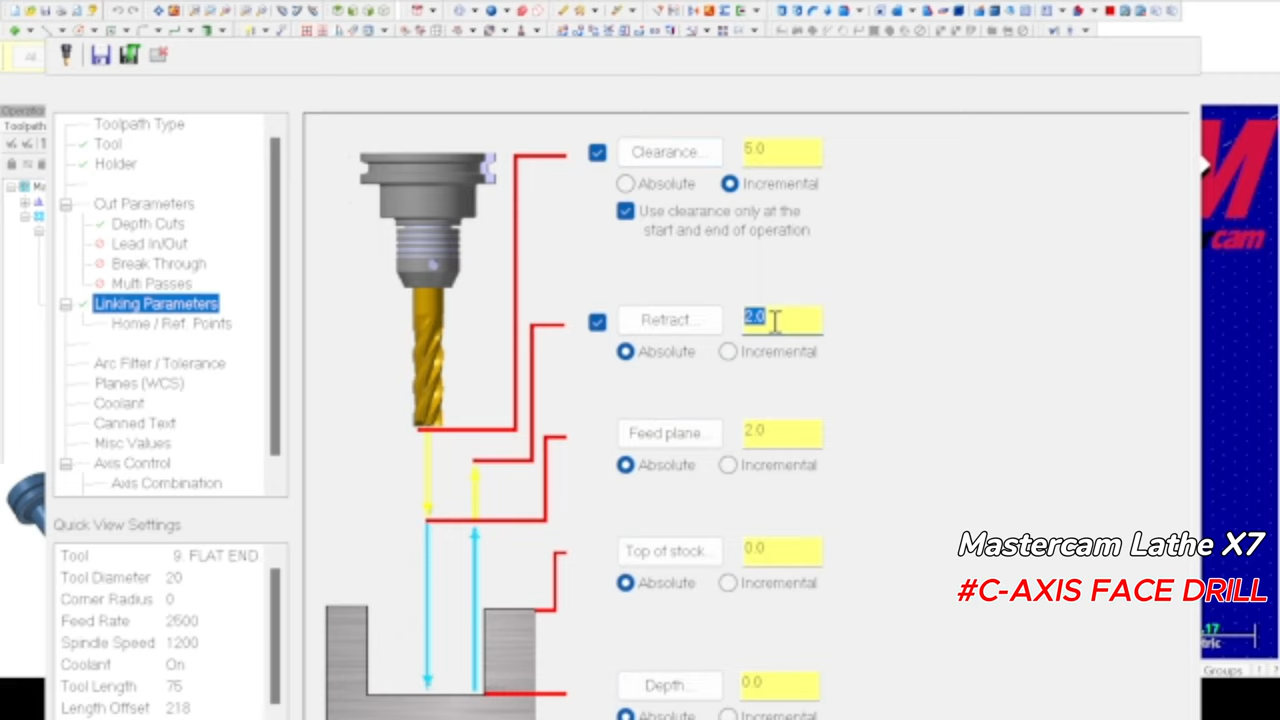 Toolpath Type
Tool
Holder
Out Parameters
Depth Cuts
Lead In/Out
Break Through
Multi Passes
Linking Parameters
Home / Ref. Points
Arc Filter / Tolerance
Planes (WCS)
Coolant
Canned Text
Misc Values
Axis Control
Axis Combination
Quick View Settings
Tool 9. FLAT END
Tool Diameter 20
Corner Radius 0
Feed Rate 2500
Spindle Speed 1200
Coolant On
Tool Length 75
Length Offset 218
Clearance... 5.0
Absolute Incremental
Use clearance only at the
start and end of operation
Retract... 2.0
Absolute Incremental
Feed plane... 2.0
Absolute Incremental
Top of stock... 0.0
Absolute Incremental
Depth... 0.0
Absolute Incremental
cam
Mastercam Lathe X7
#C-AXIS FACE DRILL
Groups